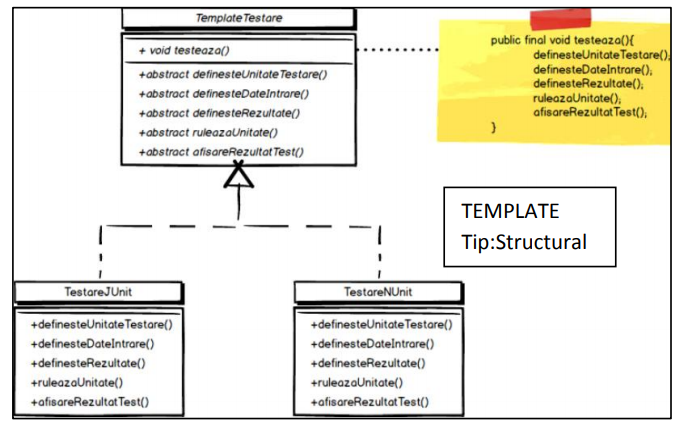 TemplateTestare
+ void testeaza()
+abstract definesteUnitateTestare()
+abstract definesteDateIntrare()
+abstract definesteRezultate()
+abstract ruleazaUnitate()
+abstract afisareRezultatTest()
public final void testeaza(){
definesteUnitateTestare();
definesteDateIntrare();
definesteRezultate();
ruleazaUnitate();
afisareRezultatTest();
}
TEMPLATE
Tip:Structural
TestareJUnit
+definesteUnitateTestare()
+definesteDateIntrare()
+definesteRezultate()
+ruleazaUnitate()
+afisareRezultatTest()
TestareNUnit
+definesteUnitateTestare()
+definesteDateIntrare()
+definesteRezultate()
+ruleazaUnitate()
+afisareRezultatTest()